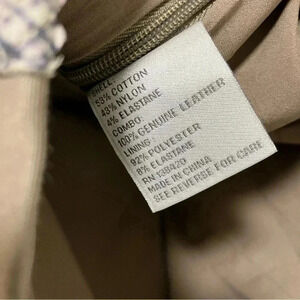 SHELL:
53% COTTON
43% NYLON
4% ELASTANE
COMBO:
100% GENUINE LEATHER
LINING:
92% POLYESTER
8% ELASTANE
RN 138420
MADE IN CHINA
SEE REVERSE FOR CARE